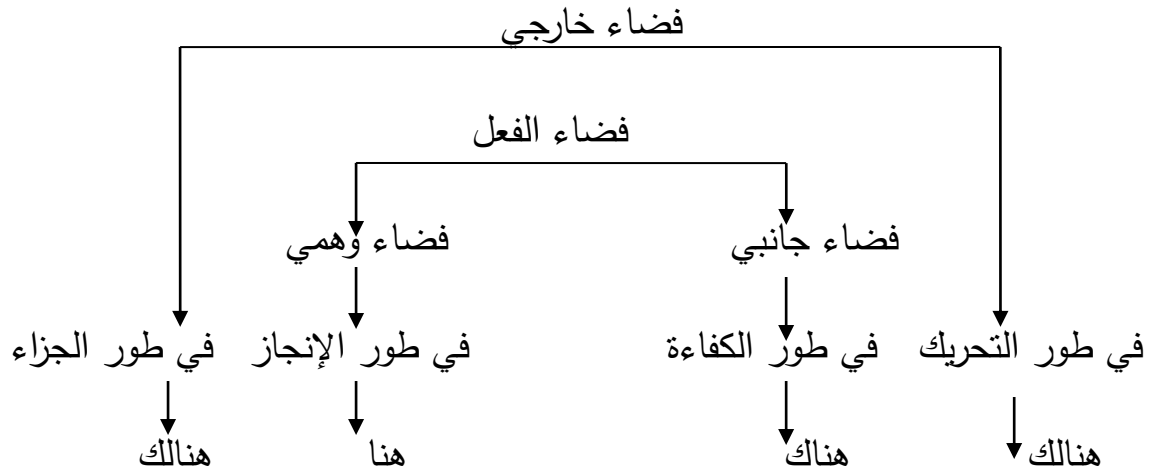 فضاء خارجي
فضاء الفعل
فضاء جانبي
فضاء وهمي
في طور التحريك
في طور الكفاءة
في طور الإنجاز
في طور الجزاء
هنالك
هناك
هنا
هنالك